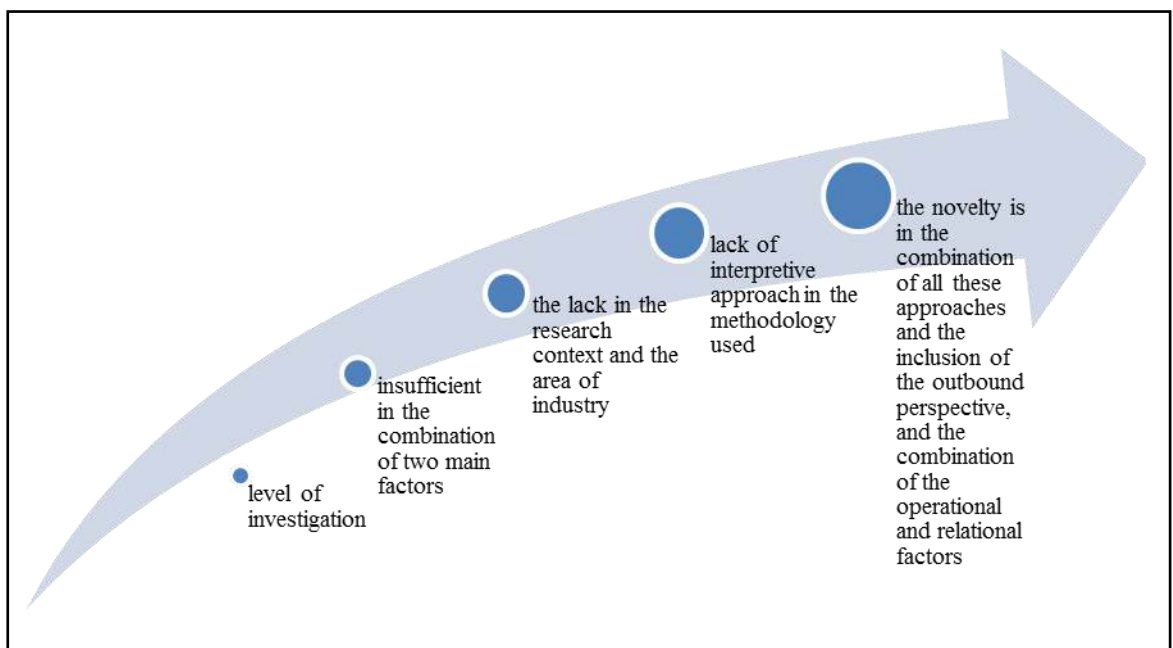 level of
investigation
insufficient
in the
combination
of two main
factors
the lack in the
research
context and the
area of
industry
lack of
interpretive
approach in the
methodology
used
the novelty is
in the
combination
of all these
approaches
and the
inclusion of
the outbound
perspective,
and the
combination
of the
operational
and relational
factors